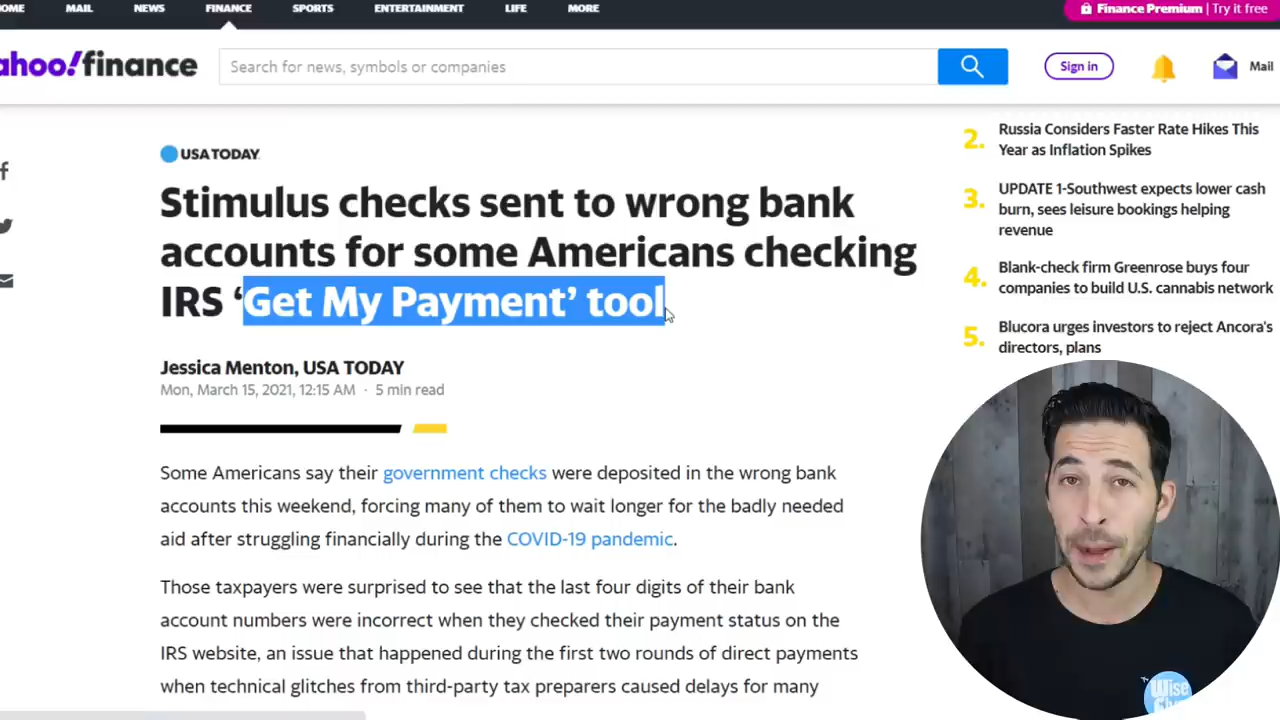 OME MAIL NEWS FINANCE SPORTS ENTERTAINMENT LIFE MORE
Finance Premium | Try it free
ahoo!finance
Search for news, symbols or companies
Sign in
Mail
USA TODAY
Stimulus checks sent to wrong bank
accounts for some Americans checking
IRS ‘Get My Payment’ tool
Jessica Menton, USA TODAY
Mon, March 15, 2021, 12:15 AM · 5 min read
Some Americans say their government checks were deposited in the wrong bank
accounts this weekend, forcing many of them to wait longer for the badly needed
aid after struggling financially during the COVID-19 pandemic.
Those taxpayers were surprised to see that the last four digits of their bank
account numbers were incorrect when they checked their payment status on the
IRS website, an issue that happened during the first two rounds of direct payments
when technical glitches from third-party tax preparers caused delays for many
2. Russia Considers Faster Rate Hikes This
Year as Inflation Spikes
3. UPDATE 1-Southwest expects lower cash
burn, sees leisure bookings helping
revenue
4. Blank-check firm Greenrose buys four
companies to build U.S. cannabis network
5. Blucora urges investors to reject Ancora's
directors, plans
Wise